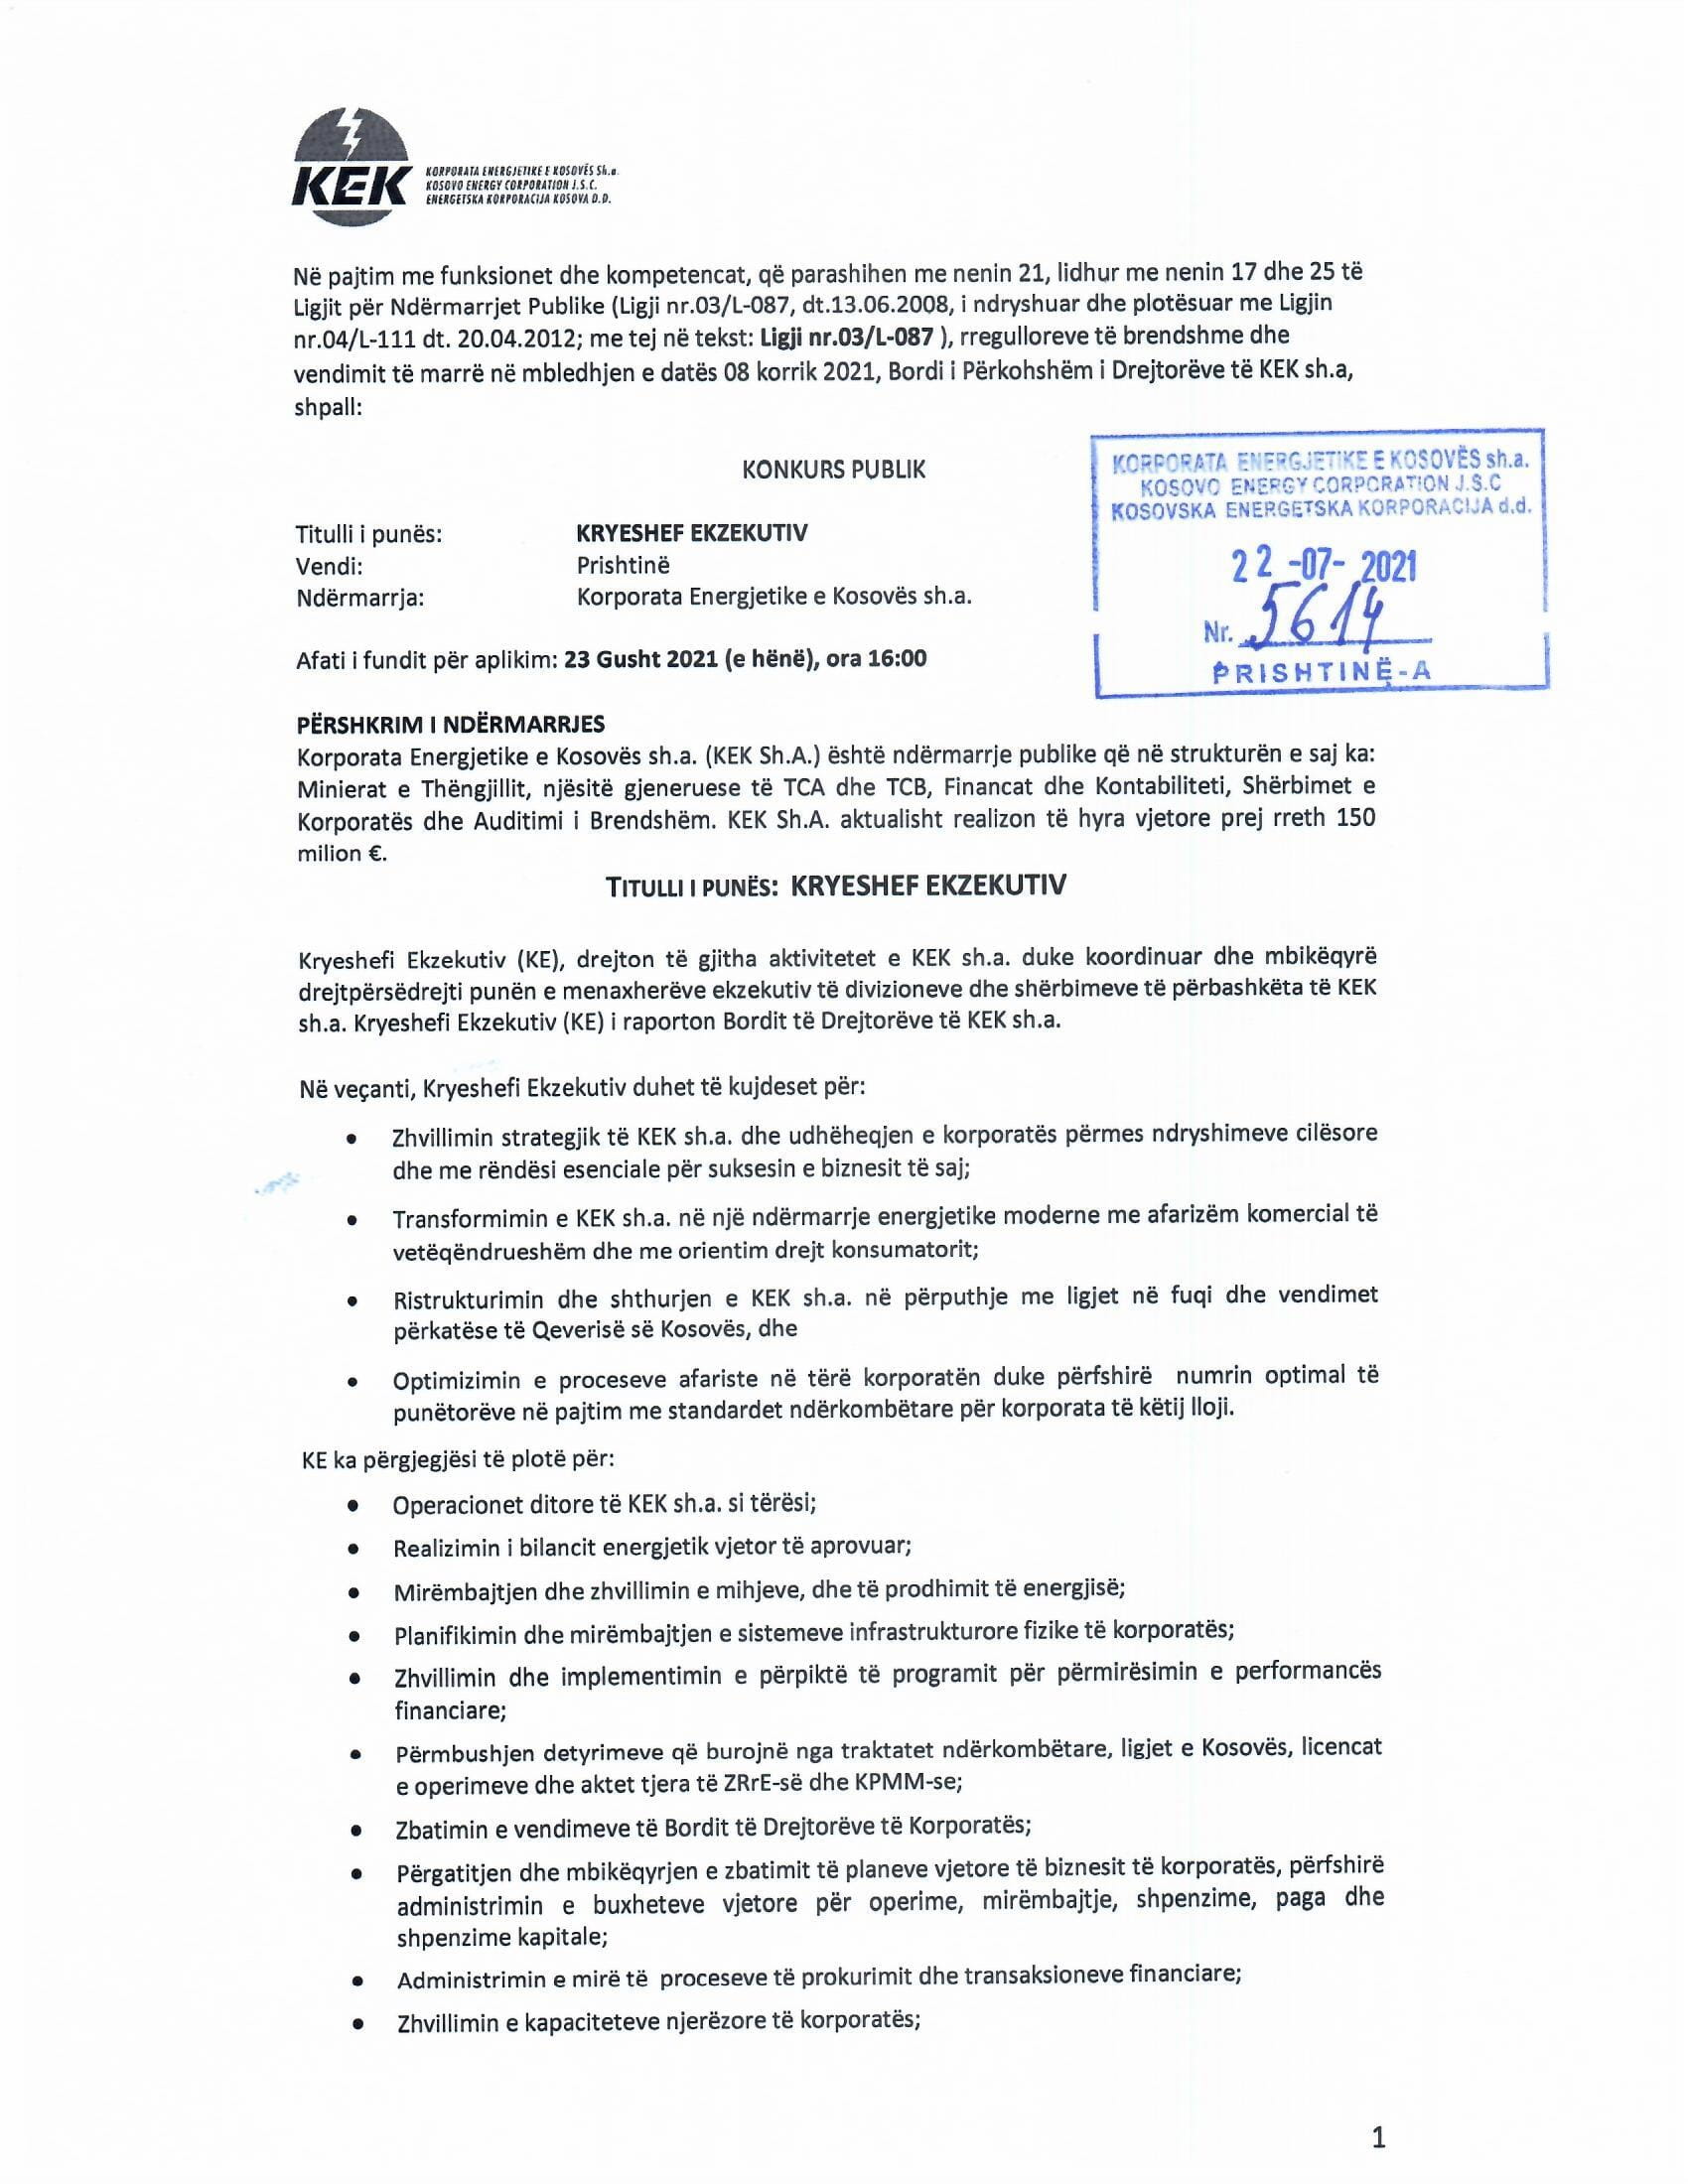 KEK
KORPORATA ENERGJETIKE E KOSOVËS Sh.a.
KOSOVO ENERGY CORPORATION J.S.C.
ENERGETSKA KORPORACIJA KOSOVA D.D.
Në pajtim me funksionet dhe kompetencat, që parashihen me nenin 21, lidhur me nenin 17 dhe 25 të
Ligjit për Ndërmarrjet Publike (Ligji nr.03/L-087, dt.13.06.2008, i ndryshuar dhe plotësuar me Ligjin
nr.04/L-111 dt. 20.04.2012; me tej në tekst: Ligji nr.03/L-087 ), rregulloreve të brendshme dhe
vendimit të marrë në mbledhjen e datës 08 korrik 2021, Bordi i Përkohshëm i Drejtorëve të KEK sh.a,
shpall:
KONKURS PUBLIK
KORPORATA ENERGJETIKE E KOSOVËS sh.a.
KOSOVO ENERGY CORPORATION J.S.C
KOSOVSKA ENERGETSKA KORPORACIJA d.d.
22 -07- 2021
Nr. 5614
PRISHTINË-A
Titulli i punës: KRYESHEF EKZEKUTIV
Vendi: Prishtinë
Ndërmarrja: Korporata Energjetike e Kosovës sh.a.
Afati i fundit për aplikim: 23 Gusht 2021 (e hënë), ora 16:00
PËRSHKRIM I NDËRMARRJES
Korporata Energjetike e Kosovës sh.a. (KEK Sh.A.) është ndërmarrje publike që në strukturën e saj ka:
Minierat e Thëngjillit, njësitë gjeneruese të TCA dhe TCB, Financat dhe Kontabiliteti, Shërbimet e
Korporatës dhe Auditimi i Brendshëm. KEK Sh.A. aktualisht realizon të hyra vjetore prej rreth 150
milion €.
TITULLI I PUNËS: KRYESHEF EKZEKUTIV
Kryeshefi Ekzekutiv (KE), drejton të gjitha aktivitetet e KEK sh.a. duke koordinuar dhe mbikëqyrë
drejtpërsëdrejti punën e menaxherëve ekzekutiv të divizioneve dhe shërbimeve të përbashkëta të KEK
sh.a. Kryeshefi Ekzekutiv (KE) i raporton Bordit të Drejtorëve të KEK sh.a.
Në veçanti, Kryeshefi Ekzekutiv duhet të kujdeset për:
• Zhvillimin strategjik të KEK sh.a. dhe udhëheqjen e korporatës përmes ndryshimeve cilësore
dhe me rëndësi esenciale për suksesin e biznesit të saj;
• Transformimin e KEK sh.a. në një ndërmarrje energjetike moderne me afarizëm komercial të
vetëqëndrueshëm dhe me orientim drejt konsumatorit;
• Ristrukturimin dhe shthurjen e KEK sh.a. në përputhje me ligjet në fuqi dhe vendimet
përkatëse të Qeverisë së Kosovës, dhe
• Optimizimin e proceseve afariste në tërë korporatën duke përfshirë numrin optimal të
punëtorëve në pajtim me standardet ndërkombëtare për korporata të këtij lloji.
KE ka përgjegjësi të plotë për:
• Operacionet ditore të KEK sh.a. si tërësi;
• Realizimin i bilancit energjetik vjetor të aprovuar;
• Mirëmbajtjen dhe zhvillimin e mihjeve, dhe të prodhimit të energjisë;
• Planifikimin dhe mirëmbajtjen e sistemeve infrastrukturore fizike të korporatës;
• Zhvillimin dhe implementimin e përpiktë të programit për përmirësimin e performancës
financiare;
• Përmbushjen detyrimeve që burojnë nga traktatet ndërkombëtare, ligjet e Kosovës, licencat
e operimeve dhe aktet tjera të ZRrE-së dhe KPMM-se;
• Zbatimin e vendimeve të Bordit të Drejtorëve të Korporatës;
• Përgatitjen dhe mbikëqyrjen e zbatimit të planeve vjetore të biznesit të korporatës, përfshirë
administrimin e buxheteve vjetore për operime, mirëmbajtje, shpenzime, paga dhe
shpenzime kapitale;
• Administrimin e mirë të proceseve të prokurimit dhe transaksioneve financiare;
• Zhvillimin e kapaciteteve njerëzore të korporatës;
1